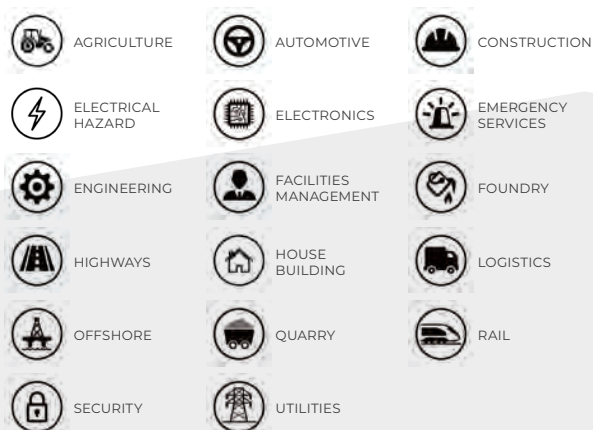 AGRICULTURE
AUTOMOTIVE
CONSTRUCTION
ELECTRICAL
HAZARD
ELECTRONICS
EMERGENCY
SERVICES
ENGINEERING
FACILITIES
MANAGEMENT
FOUNDRY
HIGHWAYS
HOUSE
BUILDING
LOGISTICS
OFFSHORE
QUARRY
RAIL
SECURITY
UTILITIES